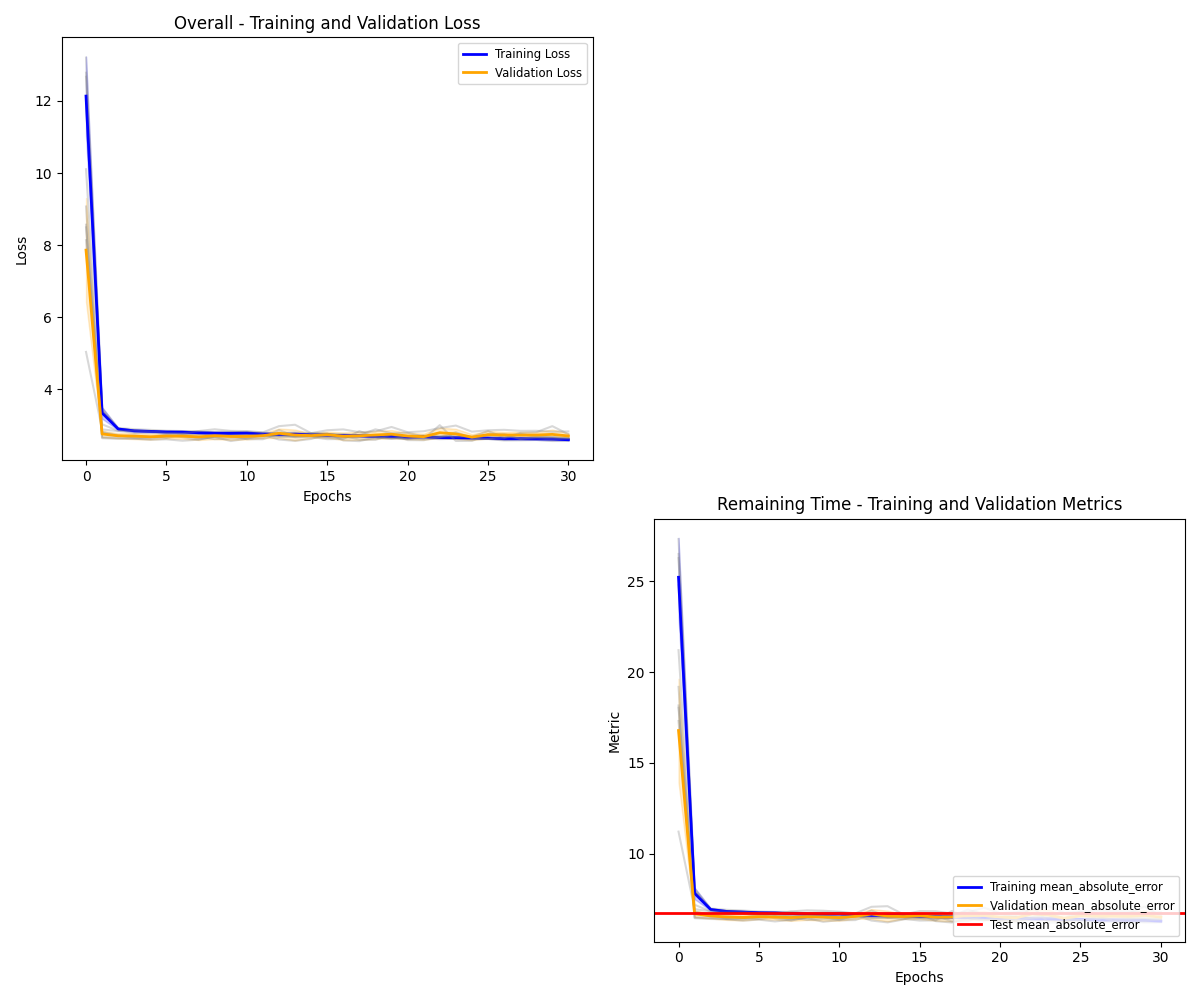 Overall - Training and Validation Loss
Training Loss
Validation Loss
12
10
8
6
4
Loss
0 5 10 15 20 25 30
Epochs
Remaining Time - Training and Validation Metrics
25
20
15
10
Metric
Training mean_absolute_error
Validation mean_absolute_error
Test mean_absolute_error
0 5 10 15 20 25 30
Epochs